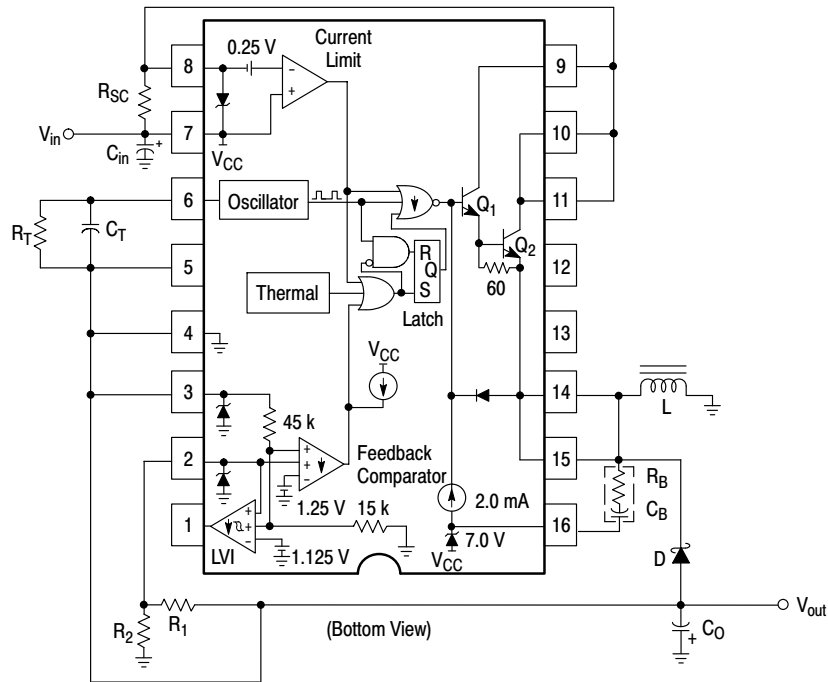 8
0.25 V
Current
Limit
9
RSC
–
+
Vin
7
10
Cin
+
VCC
6
Oscillator
11
Q1
RT
CT
R
Q
S
Q2
5
60
12
Thermal
Latch
4
VCC
13
3
14
45 k
L
2
+
+
–
Feedback
Comparator
15
RB
CB
1.25 V
15 k
2.0 mA
1
+
+
–
16
LVI
1.125 V
7.0 V
VCC
D
Vout
R2
R1
(Bottom View)
CO
+